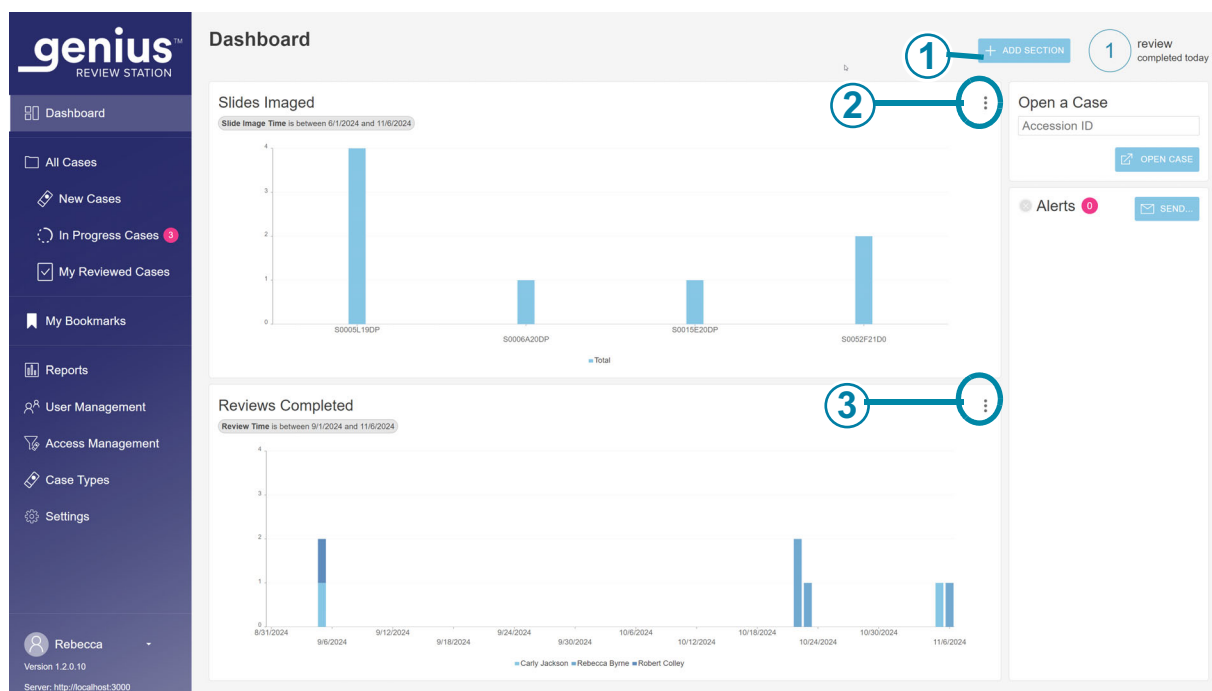 genius™
REVIEW STATION
Dashboard
All Cases
New Cases
In Progress Cases 3
My Reviewed Cases
My Bookmarks
Reports
User Management
Access Management
Case Types
Settings
Rebecca
Version 1.2.0.10
Server: http://localhost:3000
Dashboard
1
+ ADD SECTION
1
review
completed today
Slides Imaged
2
Slide Image Time is between 6/1/2024 and 11/6/2024
4
3
2
1
0
S0005L19DP
S0006A20DP
S0015E20DP
S0052F21D0
Total
Reviews Completed
3
Review Time is between 9/1/2024 and 11/6/2024
4
3
2
1
0
8/31/2024
9/6/2024
9/12/2024
9/18/2024
9/24/2024
9/30/2024
10/6/2024
10/12/2024
10/18/2024
10/24/2024
10/30/2024
11/6/2024
Carly Jackson Rebecca Byrne Robert Colley
Open a Case
Accession ID
OPEN CASE
Alerts 0
SEND...